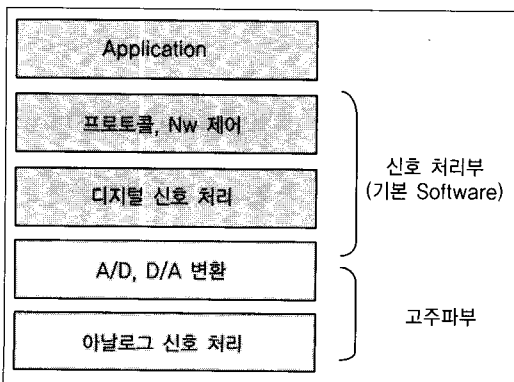 Application
프로토콜, Nw 제어
디지털 신호 처리
A/D, D/A 변환
아날로그 신호 처리
신호 처리부
(기본 Software)
고주파부